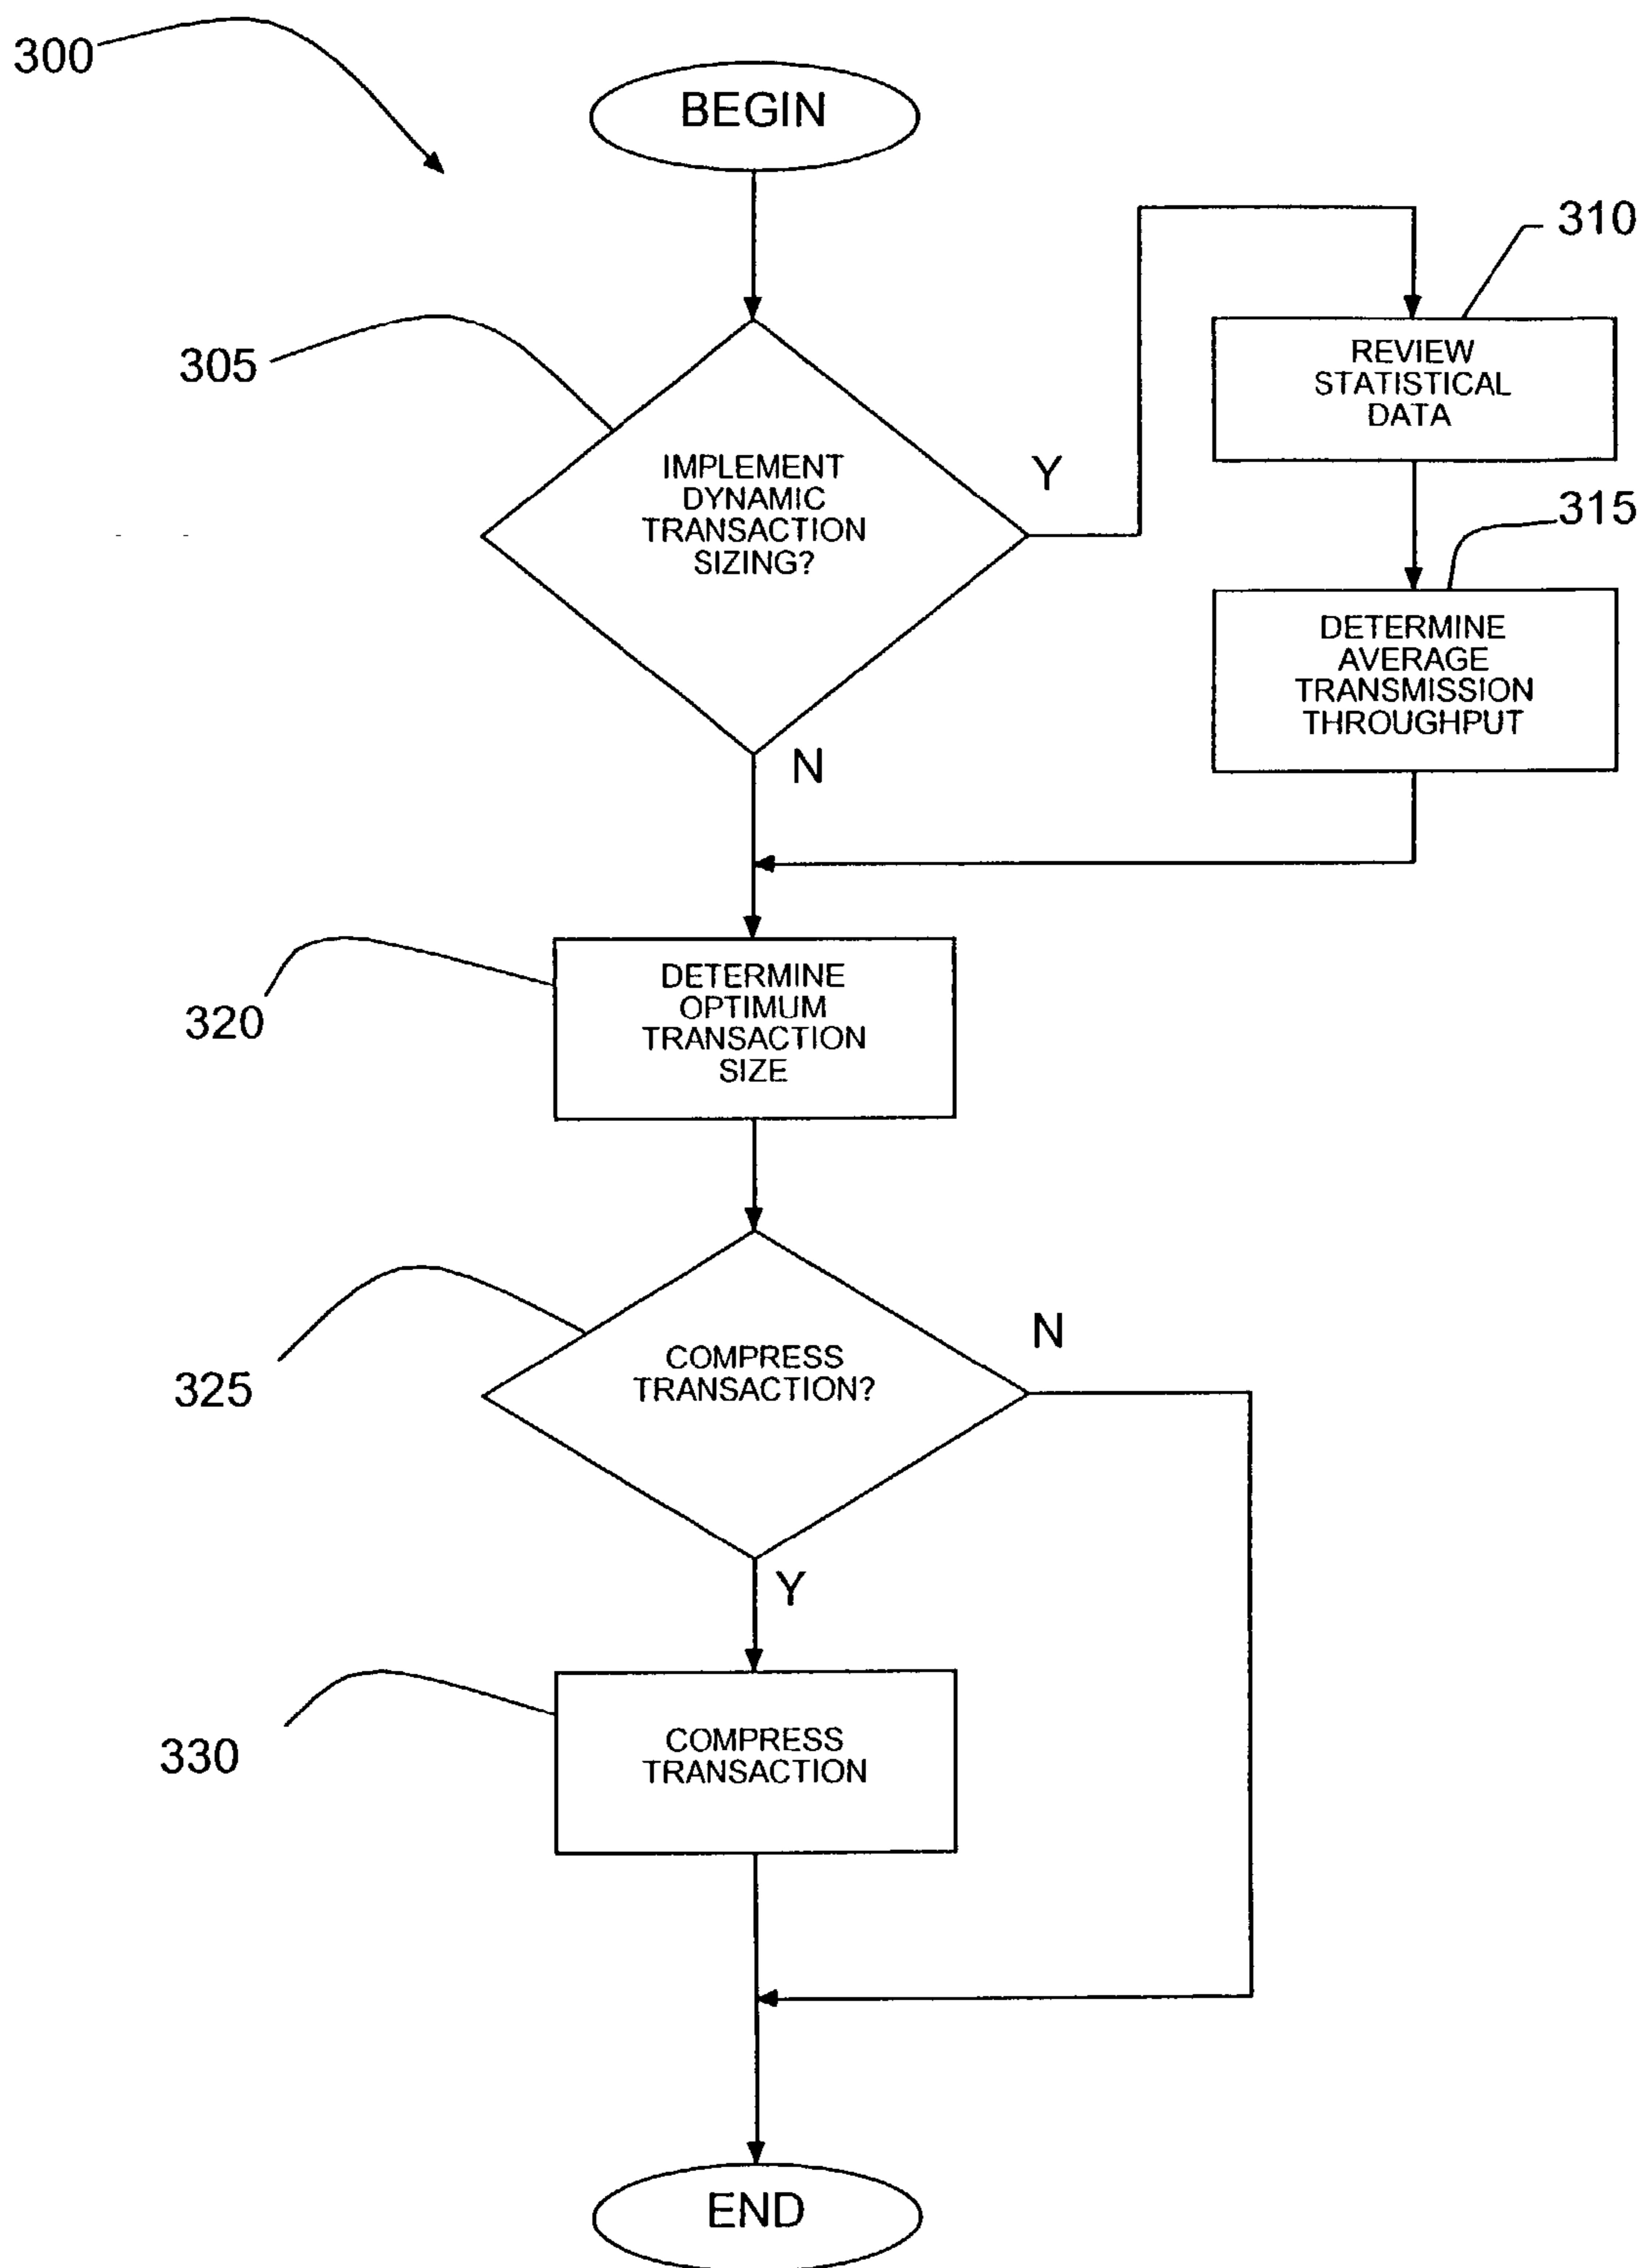 300
BEGIN
310
REVIEW
STATISTICAL
DATA
305
IMPLEMENT
DYNAMIC
TRANSACTION
SIZING?
Y
315
DETERMINE
AVERAGE
TRANSMISSION
THROUGHPUT
N
320
DETERMINE
OPTIMUM
TRANSACTION
SIZE
325
COMPRESS
TRANSACTION?
N
Y
330
COMPRESS
TRANSACTION
END